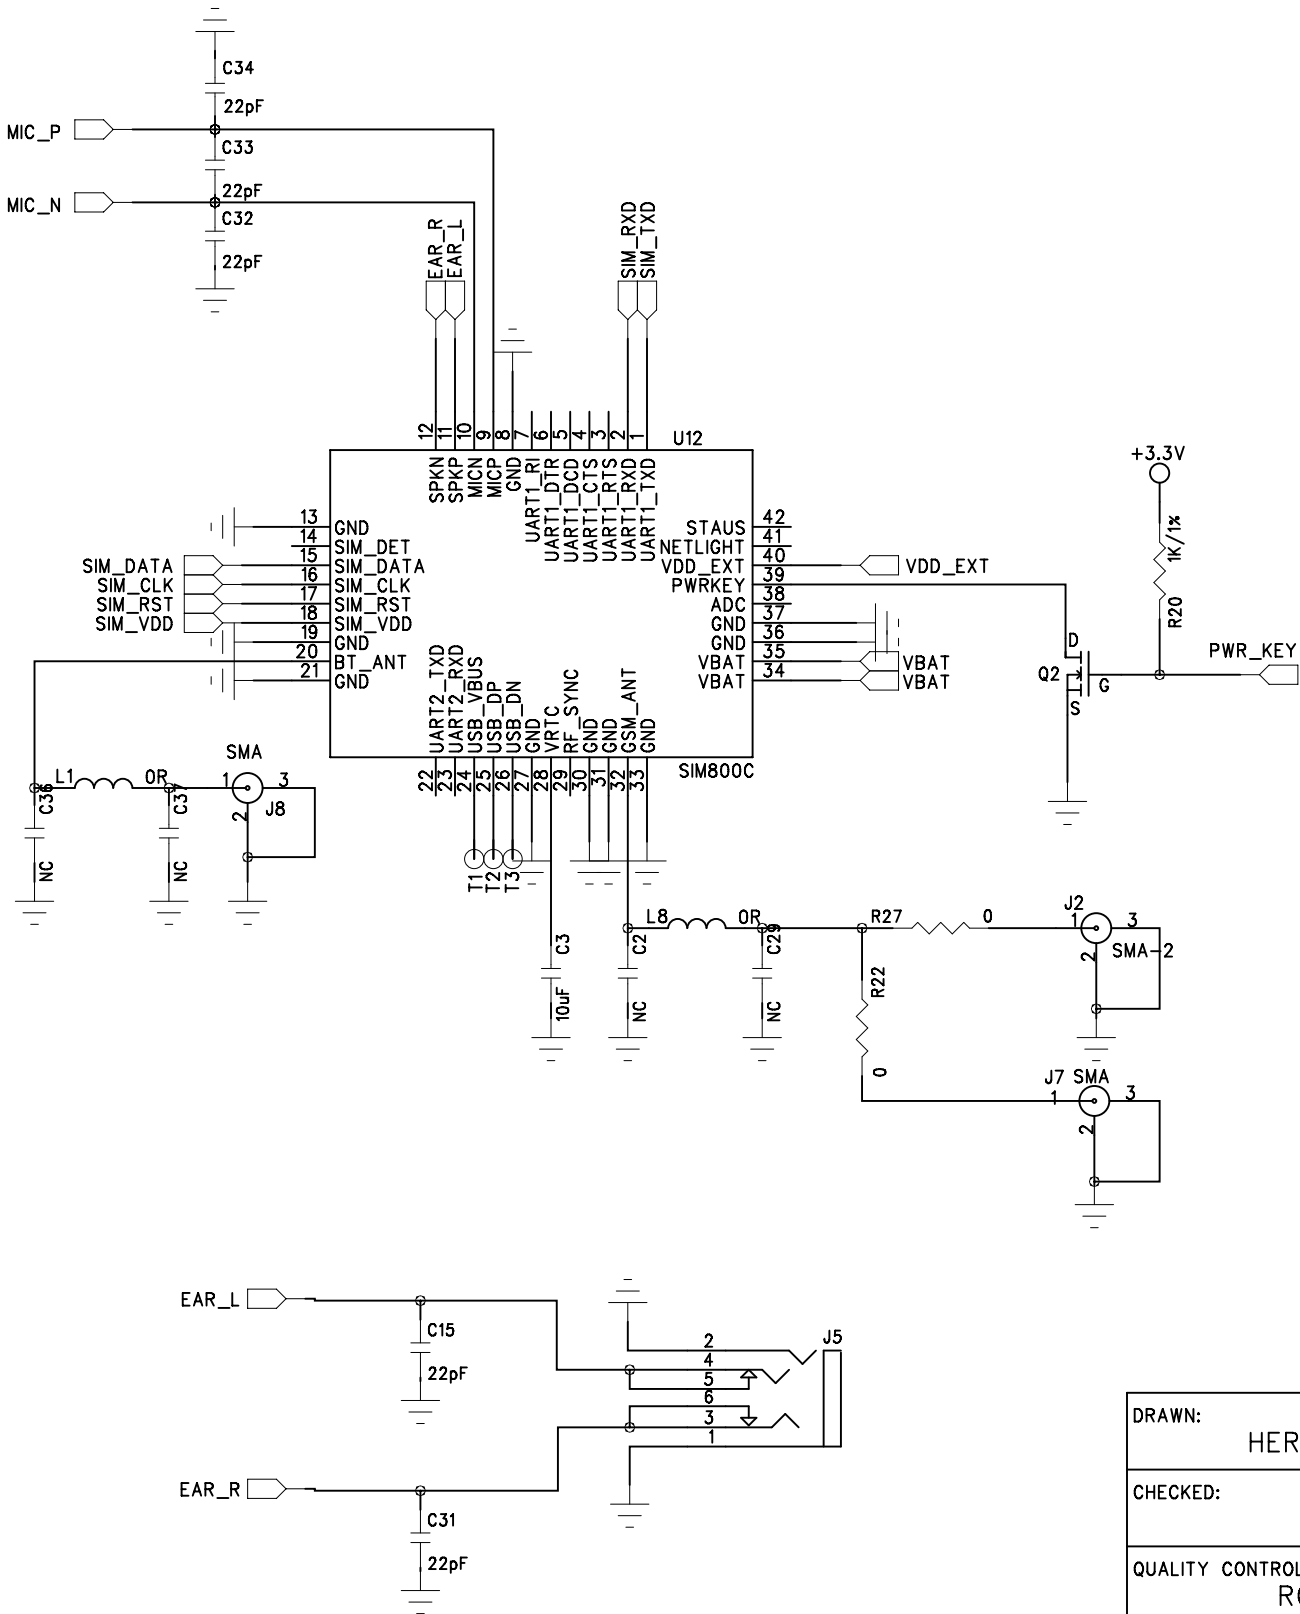 C34
22pF
MIC_P
C33
22pF
MIC_N
C32
22pF
EAR_R
EAR_L
SIM_RXD
SIM_TXD
12
11
10
9
8
7
6
5
4
3
2
1
U12
SPKN
SPKP
MICN
MICP
GND
UART1_RI
UART1_DTR
UART1_DCD
UART1_CTS
UART1_RTS
UART1_RXD
UART1_TXD
13 GND
14 SIM_DET
SIM_DATA 15 SIM_DATA
SIM_CLK 16 SIM_CLK
SIM_RST 17 SIM_RST
SIM_VDD 18 SIM_VDD
19 GND
20 BT_ANT
21 GND
STAUS 42
NETLIGHT 41
VDD_EXT 40 VDD_EXT
PWRKEY 39
ADC 38
GND 37
GND 36
VBAT 35 VBAT
VBAT 34 VBAT
+3.3V
1K/1%
R20
PWR_KEY
D
Q2
G
S
UART2_TXD
UART2_RXD
USB_VBUS
USB_DP
USB_DN
GND
VRTC
RF_SYNC
GND
GND
GSM_ANT
GND
SIM800C
22
23
24
25
26
27
28
29
30
31
32
33
SMA
L1 0R
C36
C37
1 3
2 J8
NC
NC
T1
T2
T3
C3
10uF
L8 0R
C2
C29
NC
NC
R27 0
J2
1 3
SMA-2
2
R22
0
J7 SMA
1 3
2
EAR_L
C15
22pF
J5
2
4
5
6
3
1
EAR_R
C31
22pF
DRAWN:
HER
CHECKED:
QUALITY CONTROL
RO